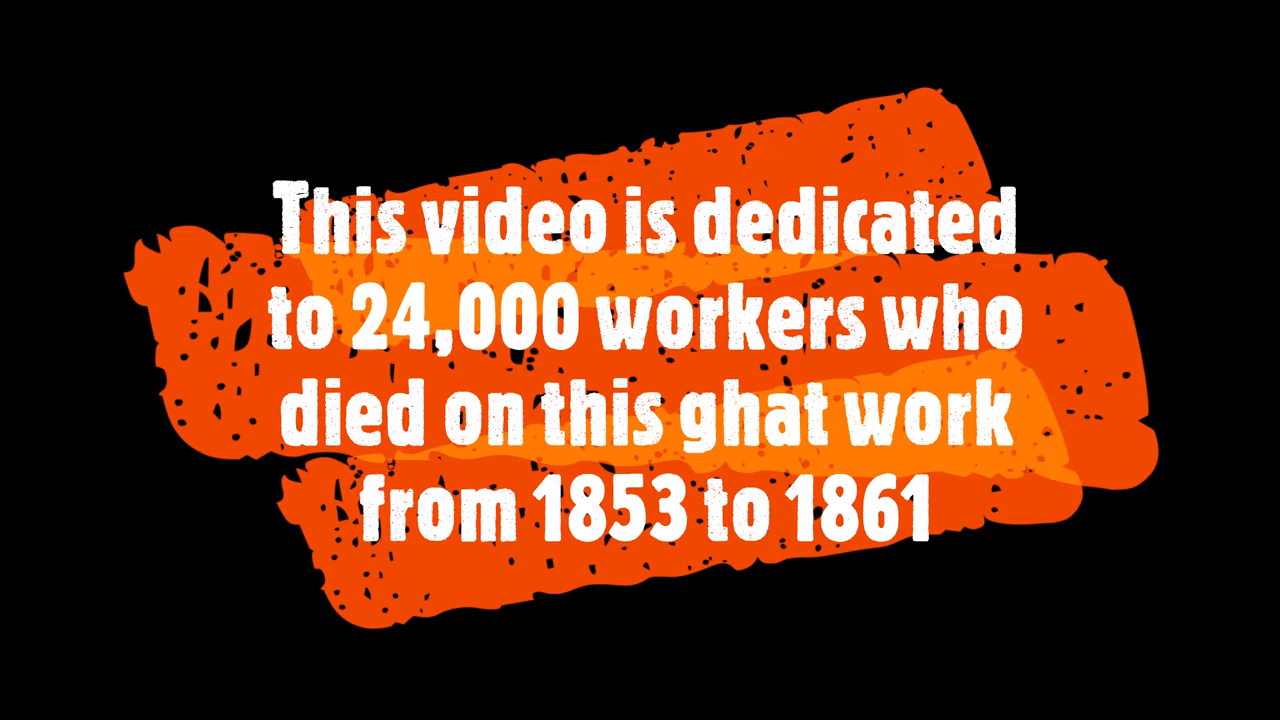 This video is dedicated
to 24,000 workers who
died on this ghat work
from 1853 to 1861